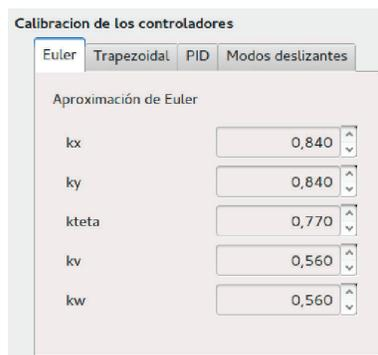 Calibracion de los controladores
Euler Trapezoidal PID Modos deslizantes
Aproximación de Euler
kx 0,840
ky 0,840
kteta 0,770
kv 0,560
kw 0,560